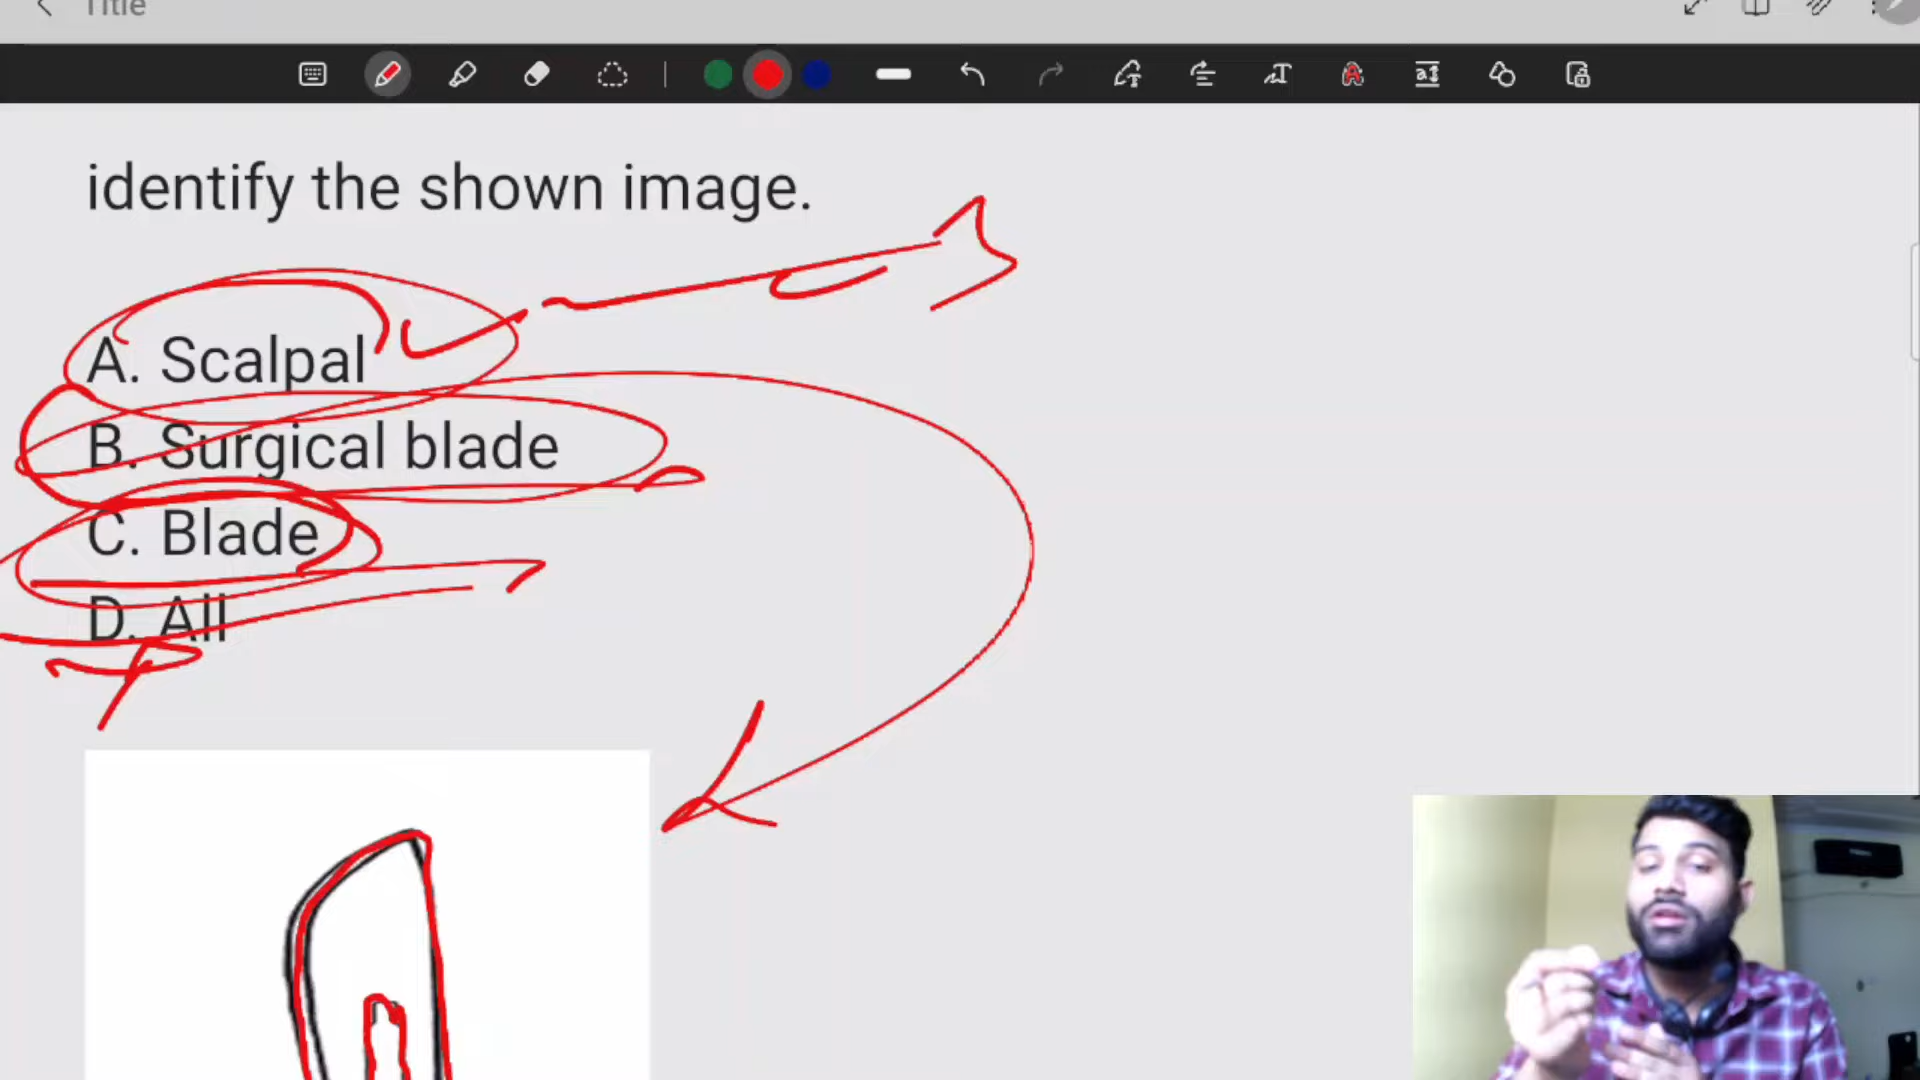 Title
identify the shown image.
A. Scalpal
B. Surgical blade
C. Blade
D. All